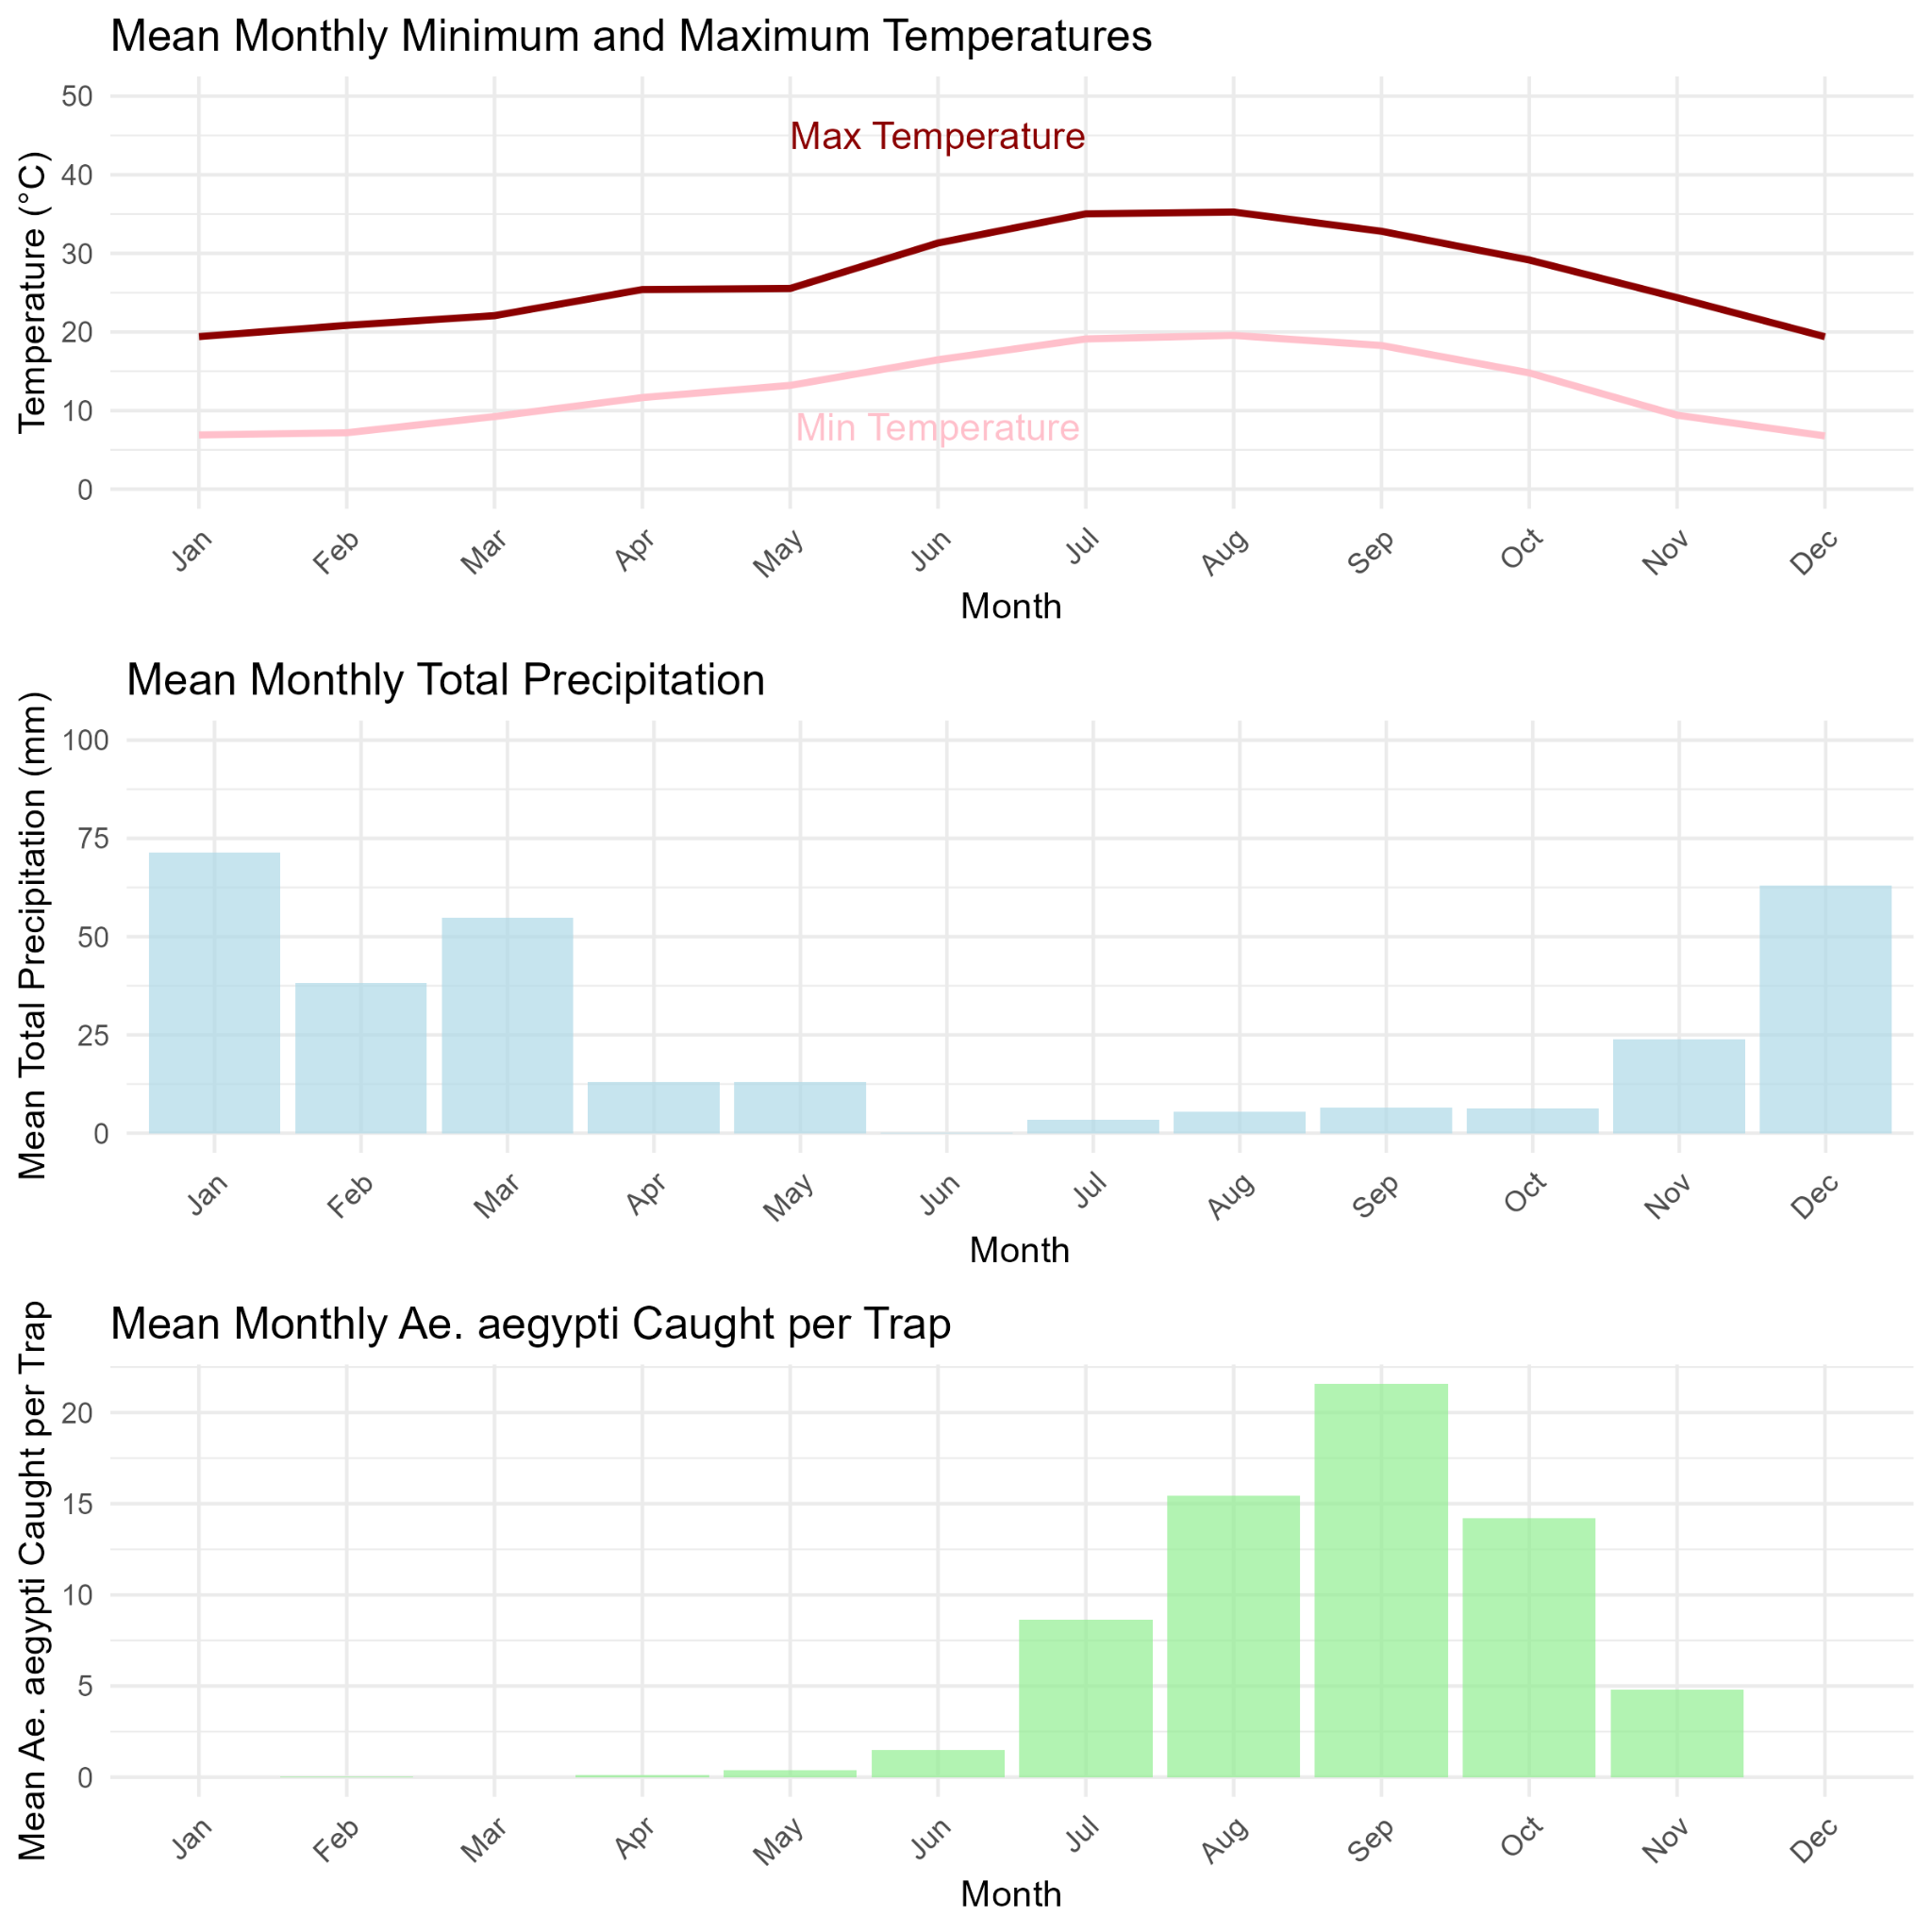 Mean Monthly Minimum and Maximum Temperatures
Temperature (°C)
50
40
30
20
10
0
Max Temperature
Min Temperature
Jan Feb Mar Apr May Jun Jul Aug Sep Oct Nov Dec
Month
Mean Monthly Total Precipitation
Mean Total Precipitation (mm)
100
75
50
25
0
Jan Feb Mar Apr May Jun Jul Aug Sep Oct Nov Dec
Month
Mean Monthly Ae. aegypti Caught per Trap
Mean Ae. aegypti Caught per Trap
20
15
10
5
0
Jan Feb Mar Apr May Jun Jul Aug Sep Oct Nov Dec
Month